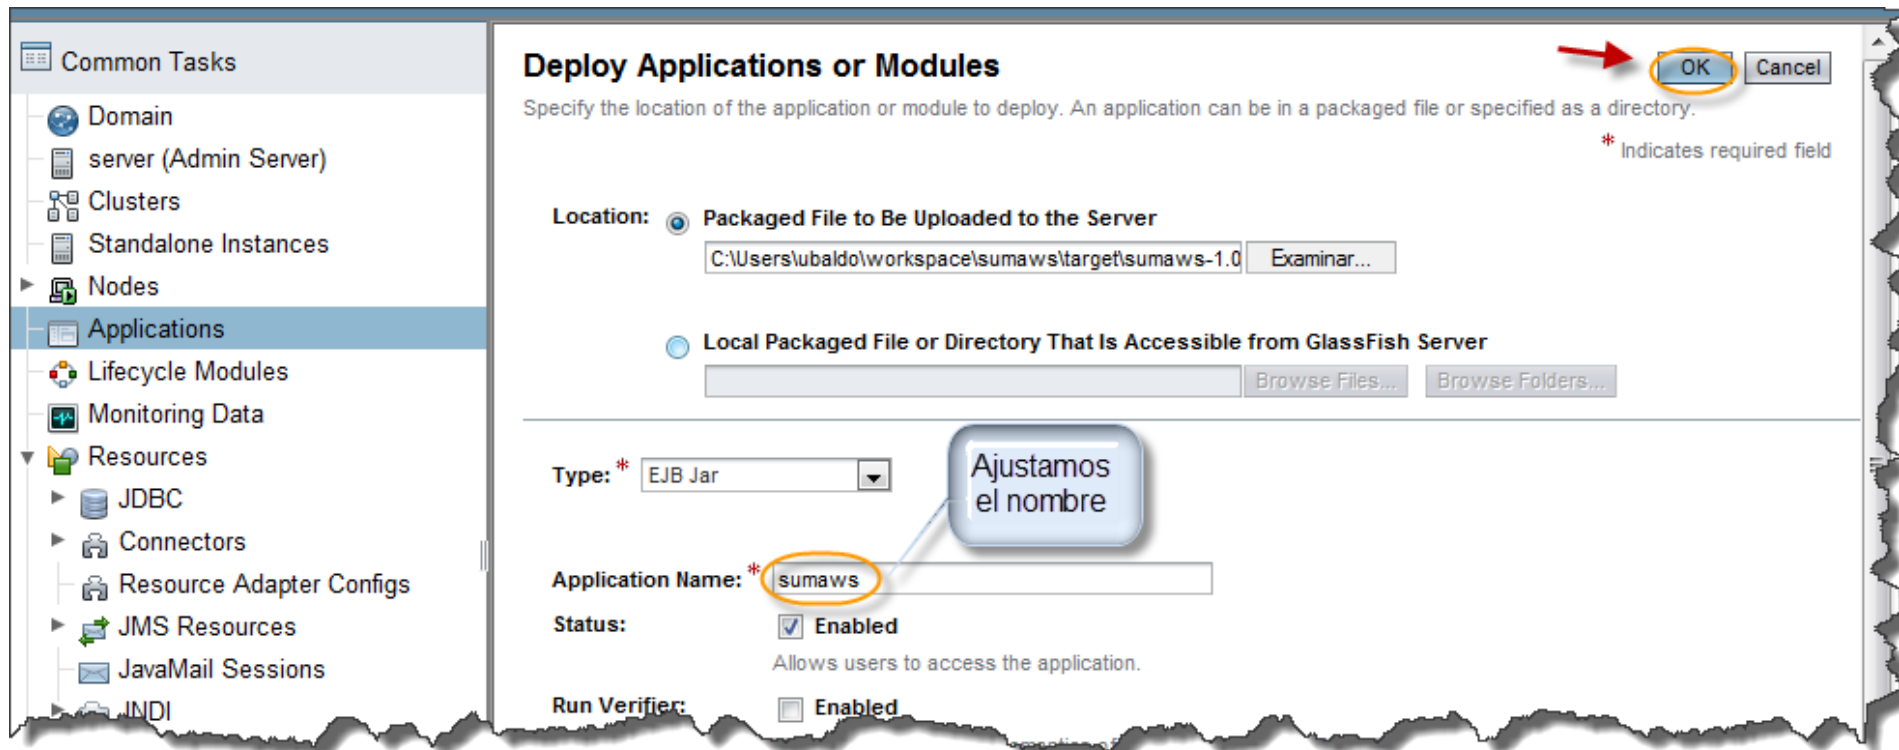 Common Tasks
Domain
server (Admin Server)
Clusters
Standalone Instances
Nodes
Applications
Lifecycle Modules
Monitoring Data
Resources
JDBC
Connectors
Resource Adapter Configs
JMS Resources
JavaMail Sessions
JNDI
Deploy Applications or Modules
OK Cancel
Specify the location of the application or module to deploy. An application can be in a packaged file or specified as a directory.
* Indicates required field
Location: Packaged File to Be Uploaded to the Server
C:\Users\ubaldo\workspace\sumaws\target\sumaws-1.0 Examinar...
Local Packaged File or Directory That Is Accessible from GlassFish Server
Browse Files... Browse Folders...
Type: * EJB Jar
Ajustamos
el nombre
Application Name: * sumaws
Status: Enabled
Allows users to access the application.
Run Verifier: Enabled